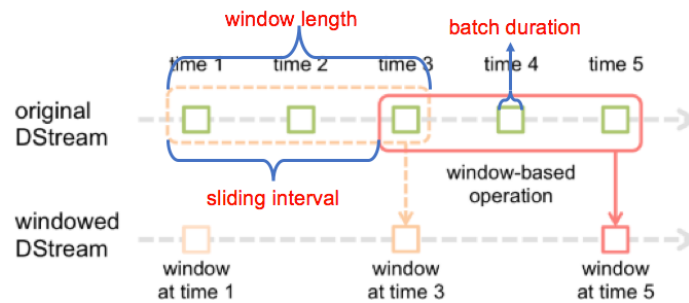 window length
batch duration
time 1 time 2 time 3 time 4 time 5
original
DStream
sliding interval
window-based
operation
windowed
DStream
window
at time 1
window
at time 3
window
at time 5